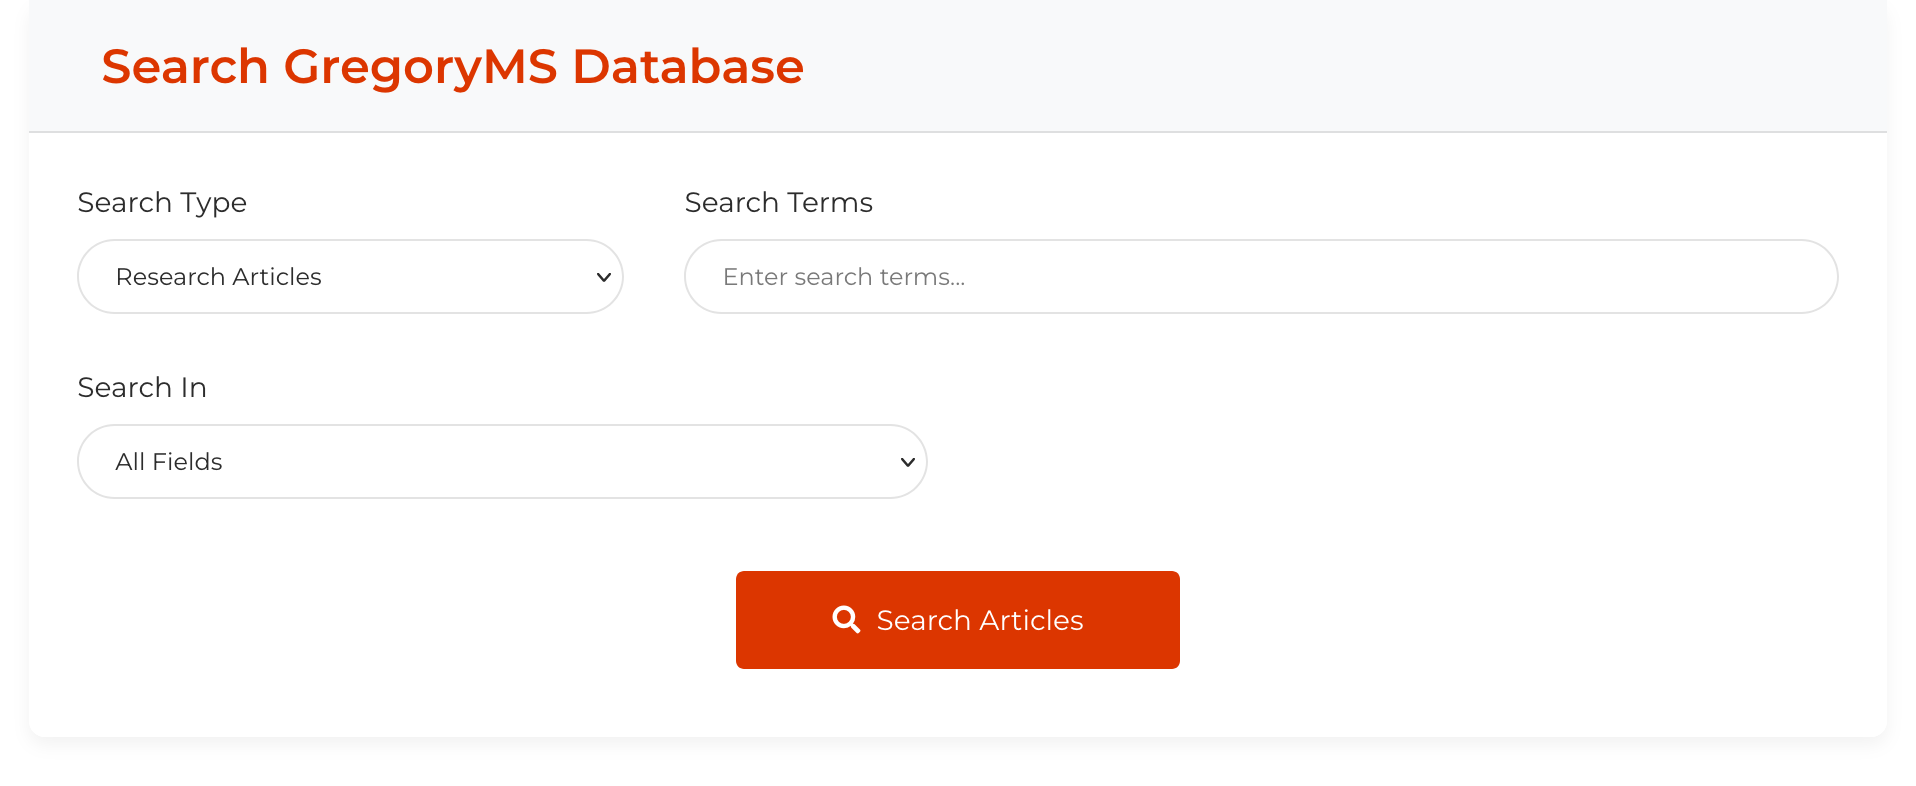 Search GregoryMS Database
Search Type
Research Articles
Search Terms
Enter search terms...
Search In
All Fields
Search Articles